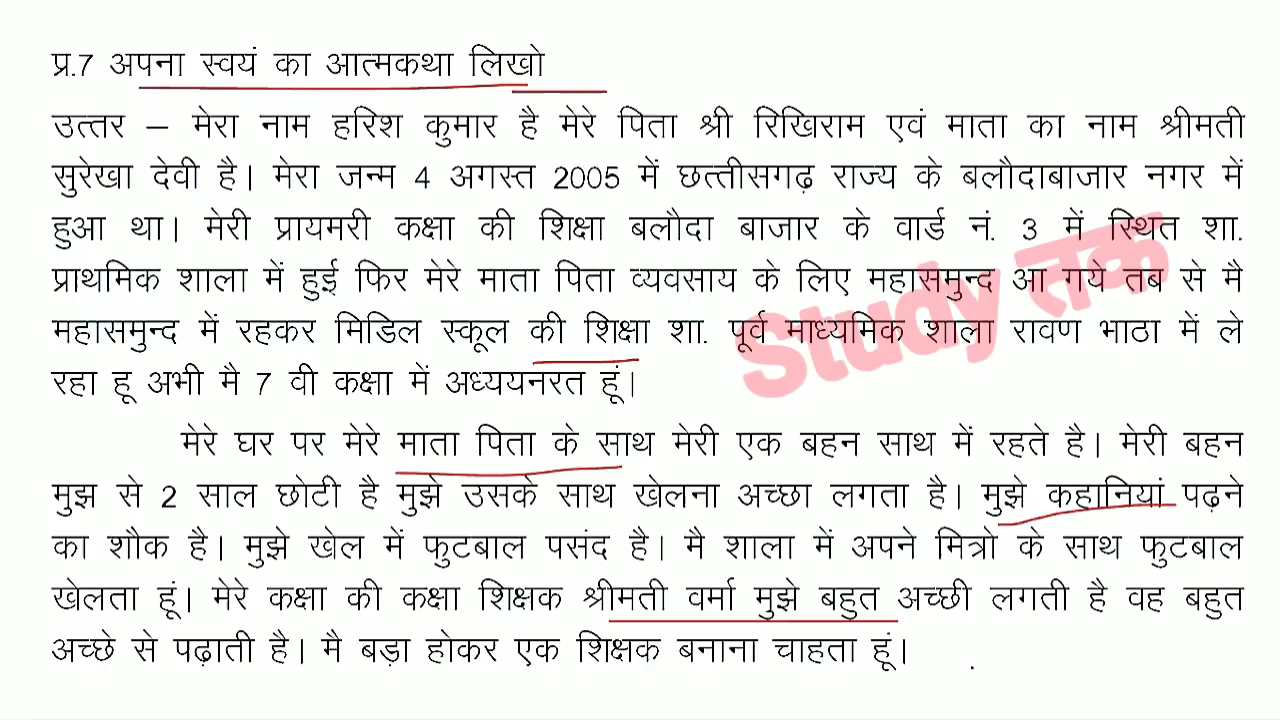 प्र.7 अपना स्वयं का आत्मकथा लिखो
उत्तर – मेरा नाम हरिश कुमार है मेरे पिता श्री रिखिराम एवं माता का नाम श्रीमती
सुरेखा देवी है। मेरा जन्म 4 अगस्त 2005 में छत्तीसगढ़ राज्य के बलौदाबाजार नगर में
हुआ था। मेरी प्रायमरी कक्षा की शिक्षा बलौदा बाजार के वार्ड नं. 3 में स्थित शा.
प्राथमिक शाला में हुई फिर मेरे माता पिता व्यवसाय के लिए महासमुन्द आ गये तब से मै
महासमुन्द में रहकर मिडिल स्कूल की शिक्षा शा. पूर्व माध्यमिक शाला रावण भाठा में ले
रहा हू अभी मै 7 वी कक्षा में अध्ययनरत हूं।
मेरे घर पर मेरे माता पिता के साथ मेरी एक बहन साथ में रहते है। मेरी बहन
मुझ से 2 साल छोटी है मुझे उसके साथ खेलना अच्छा लगता है। मुझे कहानियां पढ़ने
का शौक है। मुझे खेल में फुटबाल पसंद है। मै शाला में अपने मित्रो के साथ फुटबाल
खेलता हूं। मेरे कक्षा की कक्षा शिक्षक श्रीमती वर्मा मुझे बहुत अच्छी लगती है वह बहुत
अच्छे से पढ़ाती है। मै बड़ा होकर एक शिक्षक बनाना चाहता हूं।
Study तक